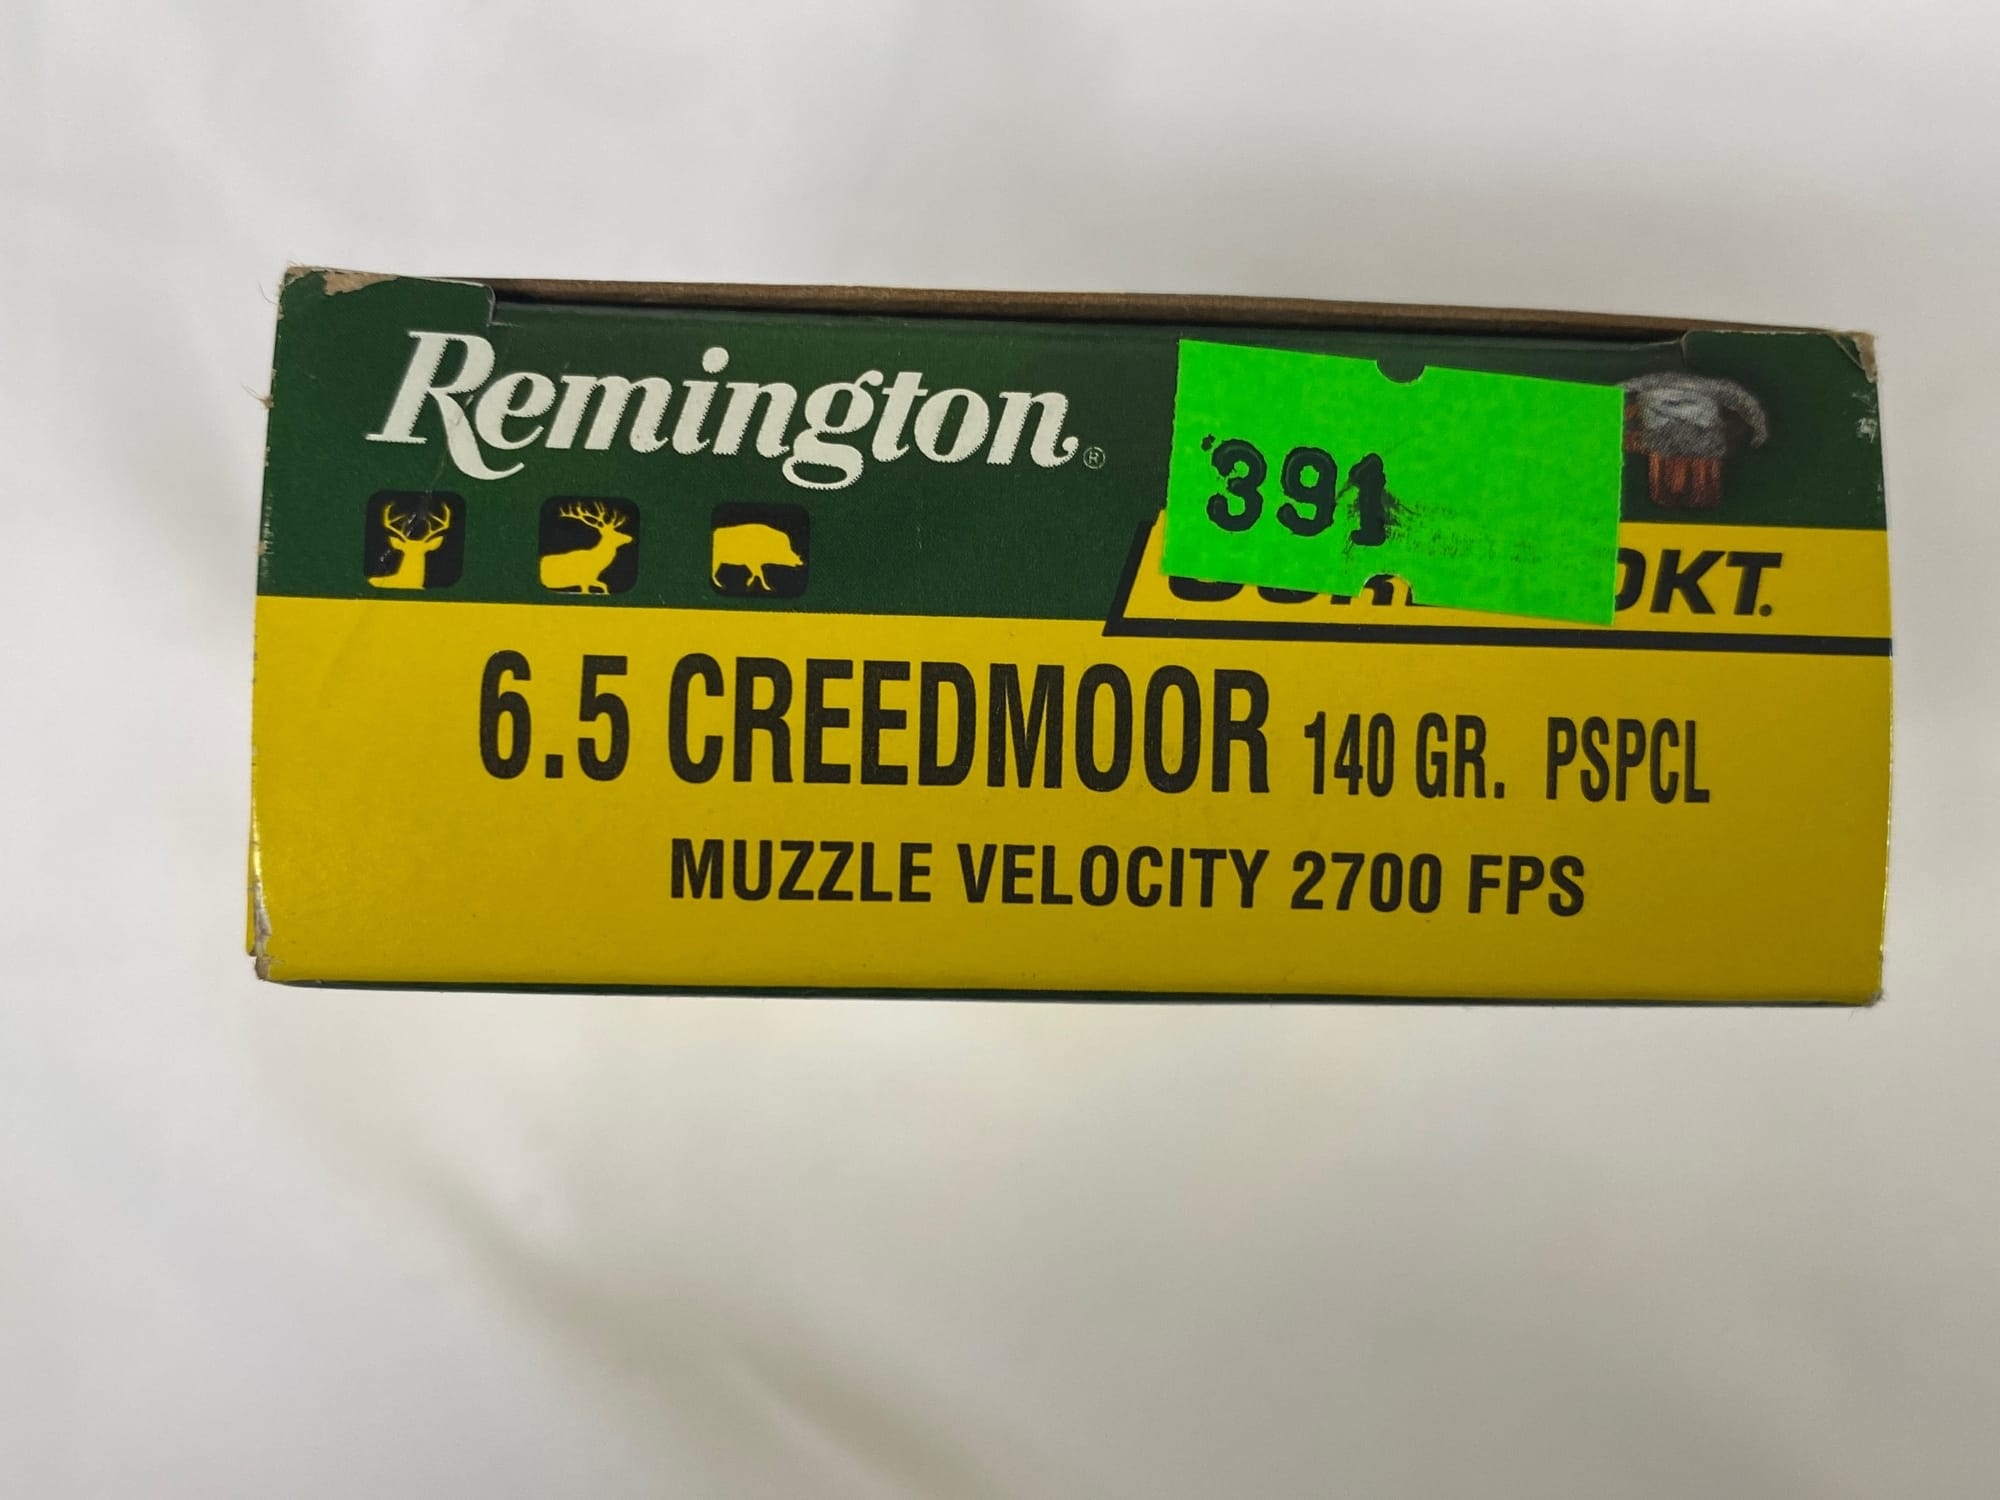 Remington®
391
6.5 CREEDMOOR 140 GR. PSPCL
MUZZLE VELOCITY 2700 FPS